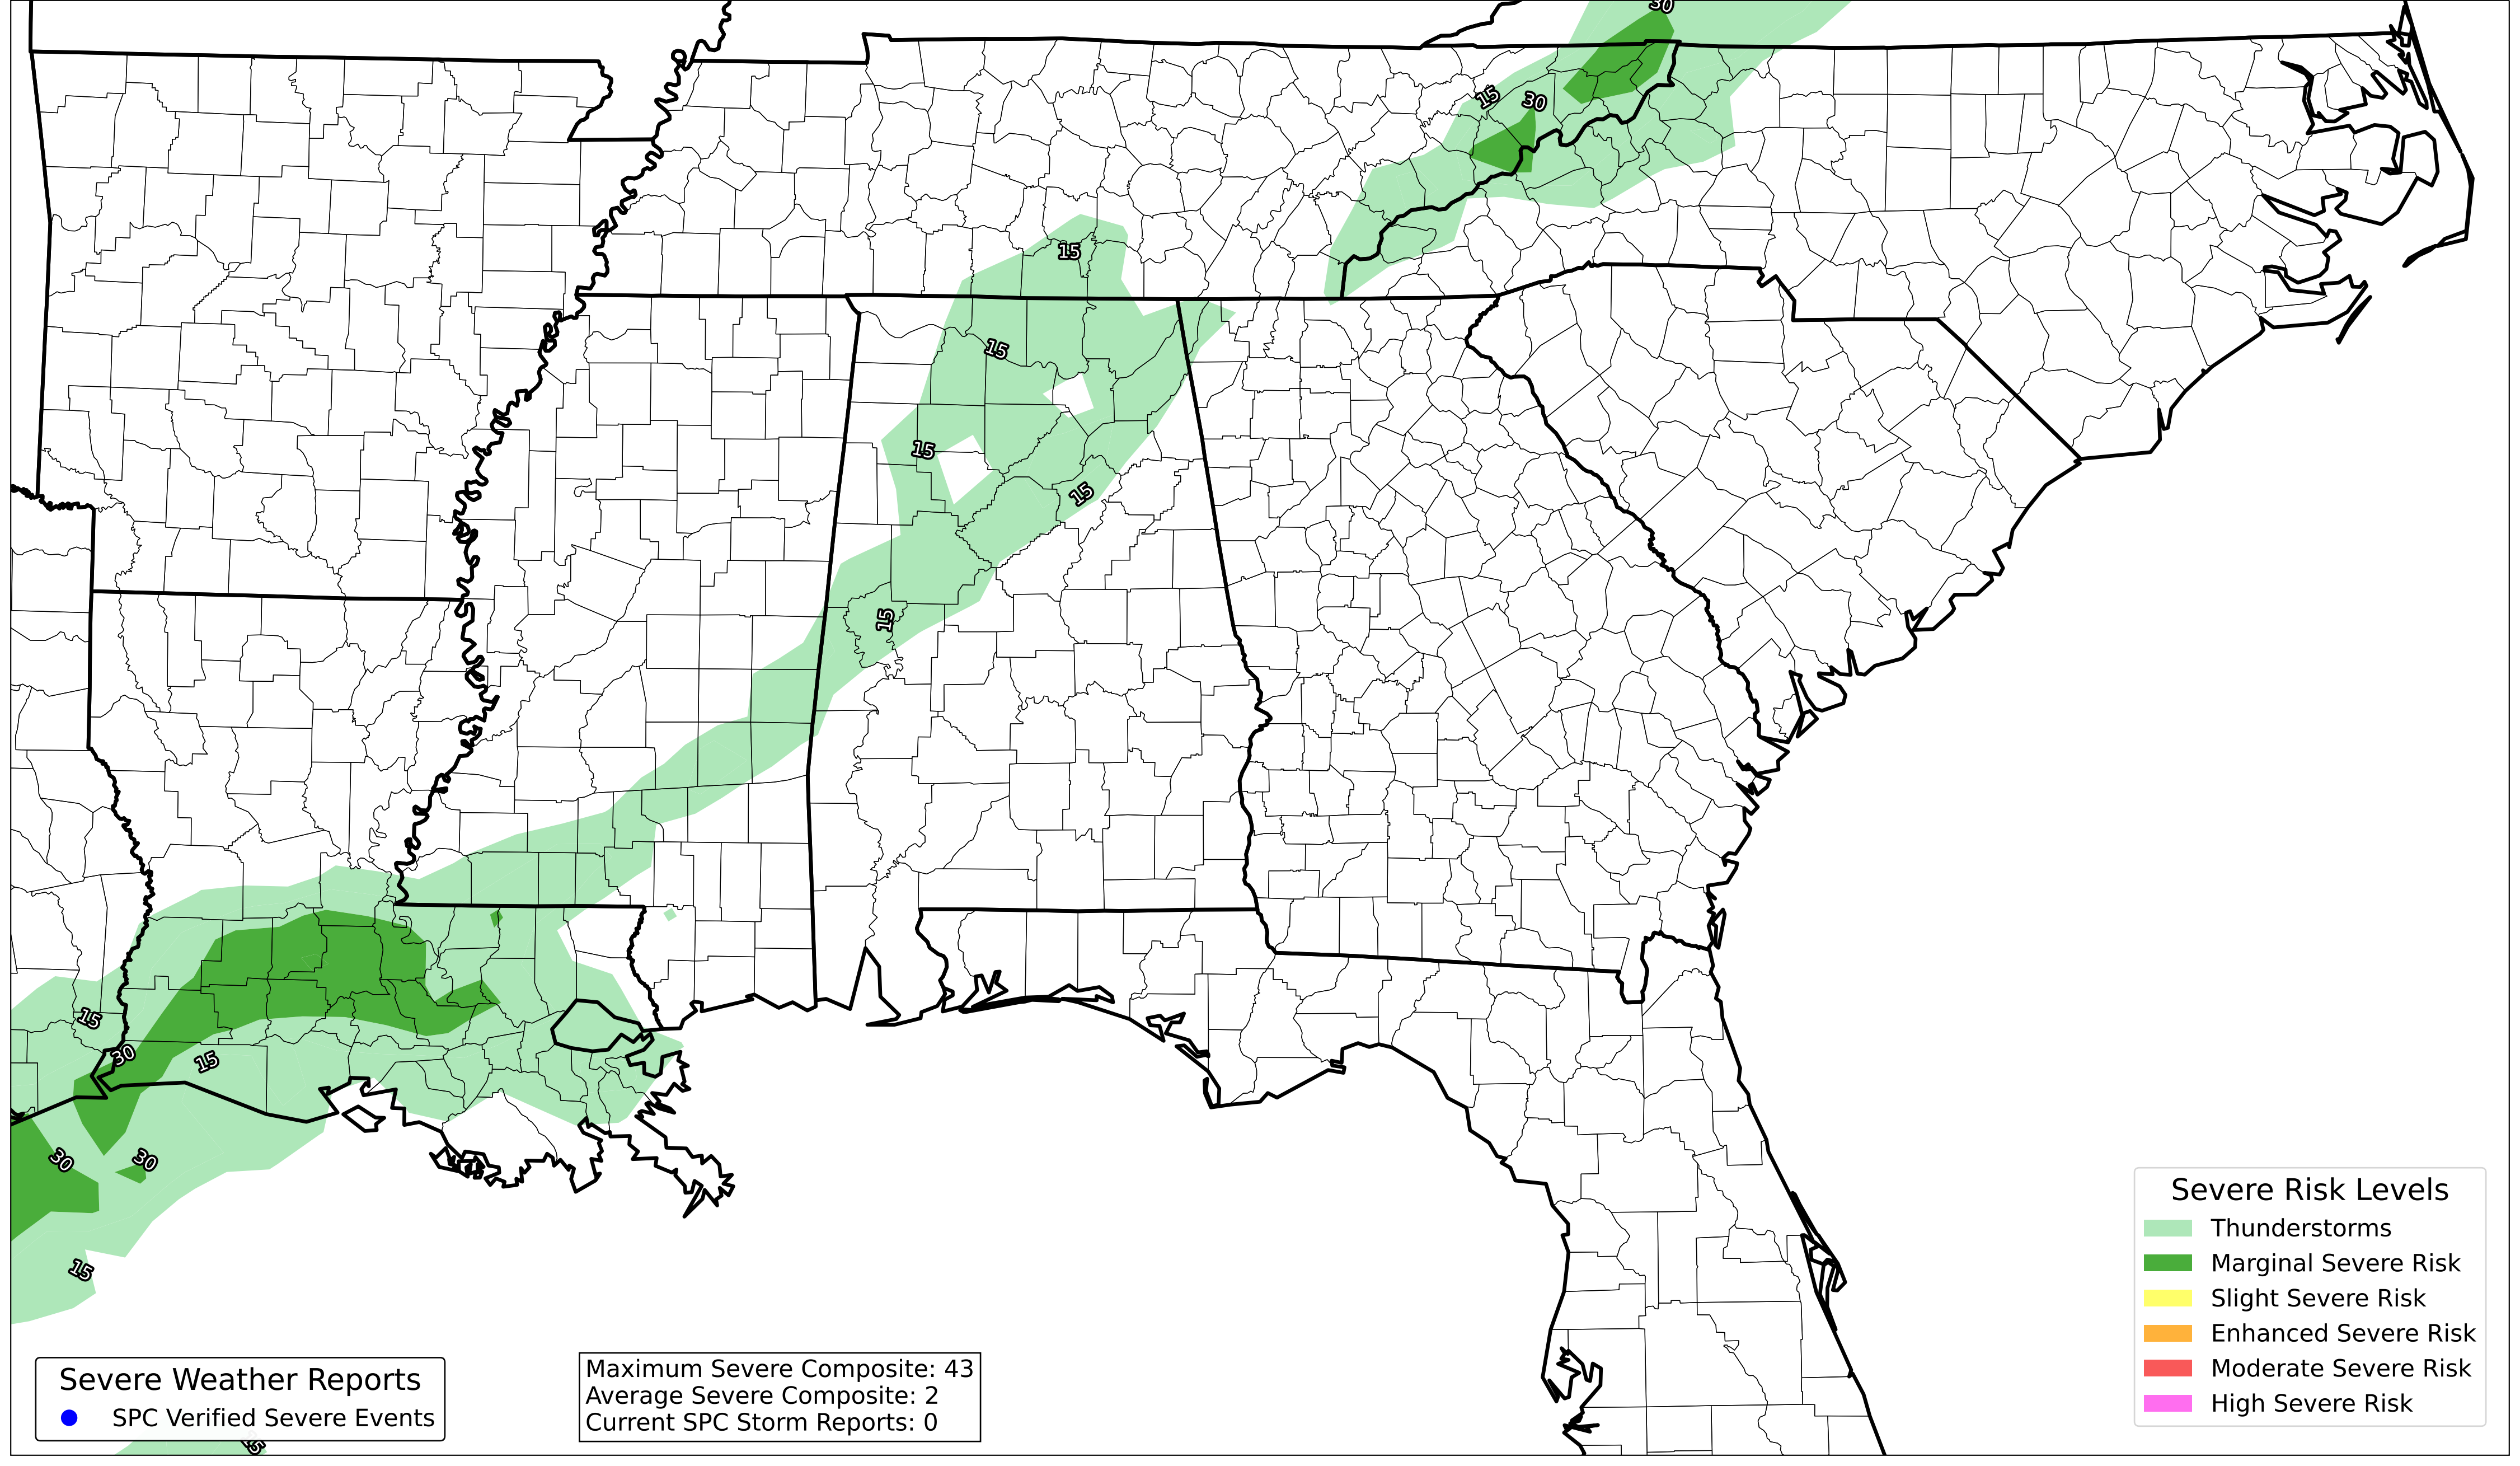 30
15
30
15
15
15
15
15
15
30
15
30
30
15
15
Severe Risk Levels
Thunderstorms
Marginal Severe Risk
Slight Severe Risk
Enhanced Severe Risk
Moderate Severe Risk
High Severe Risk
Severe Weather Reports
SPC Verified Severe Events
Maximum Severe Composite: 43
Average Severe Composite: 2
Current SPC Storm Reports: 0